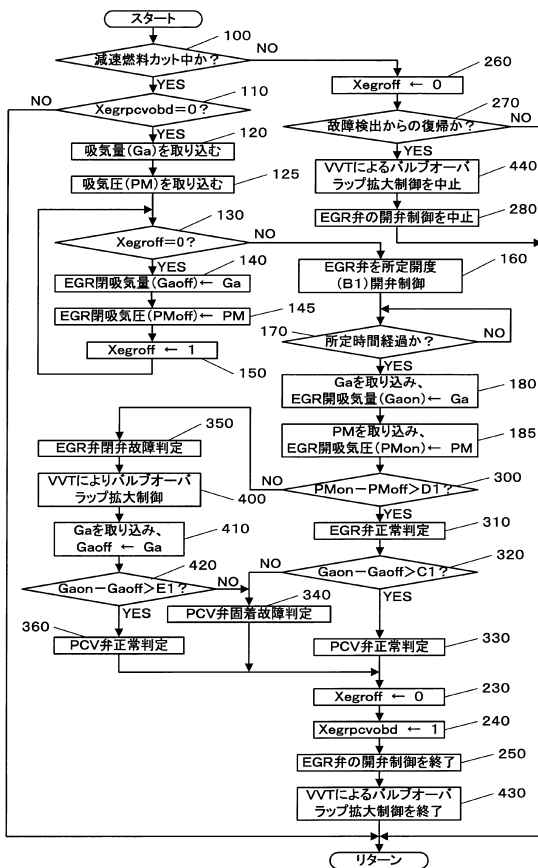 スタート
100
減速燃料カット中か?
NO
YES
110
NO
Xegrpcvobd=0?
YES
120
吸気量(Ga)を取り込む
125
吸気圧(PM)を取り込む
130
Xegroff=0?
NO
YES
140
EGR閉吸気量(Gaoff)← Ga
145
EGR閉吸気圧(PMoff)← PM
Xegroff ← 1
150
260
Xegroff ← 0
270
故障検出からの復帰か?
NO
YES
440
VVTによるバルブオーバ
ラップ拡大制御を中止
280
EGR弁の開弁制御を中止
EGR弁を所定開度
(B1)開弁制御
160
170
所定時間経過か?
NO
YES
Gaを取り込み、
EGR開吸気量(Gaon)← Ga
180
PMを取り込み、
EGR開吸気圧(PMon)← PM
185
300
PMon-PMoff>D1?
NO
YES
310
EGR弁正常判定
320
Gaon-Gaoff>C1?
NO
YES
350
EGR弁閉弁故障判定
VVTによりバルブオーバ
ラップ拡大制御
400
Gaを取り込み、
Gaoff ← Ga
410
420
Gaon-Gaoff>E1?
NO
YES
340
PCV弁固着故障判定
360
PCV弁正常判定
330
PCV弁正常判定
230
Xegroff ← 0
240
Xegrpcvobd ← 1
250
EGR弁の開弁制御を終了
VVTによるバルブオーバ
ラップ拡大制御を終了
430
リターン